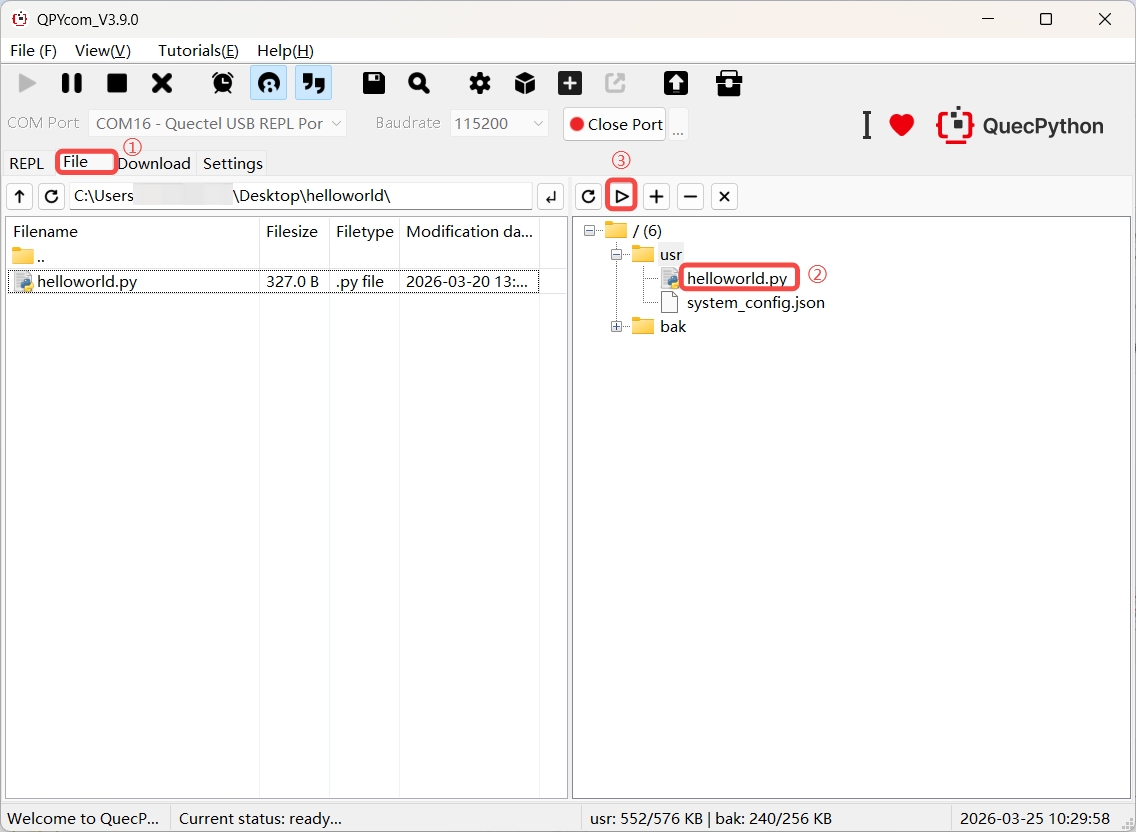 QPYcom_V3.9.0
File (F) View(V) Tutorials(E) Help(H)
COM Port COM16 - Quectel USB REPL Por Baudrate 115200 Close Port ... I QuecPython
REPL File ① Download Settings ③
C:\Users \Desktop\helloworld\
Filename Filesize Filetype Modification da...
..
helloworld.py 327.0 B .py file 2026-03-20 13:...
/ (6)
usr
helloworld.py ②
system_config.json
bak
Welcome to QuecP... Current status: ready... usr: 552/576 KB | bak: 240/256 KB 2026-03-25 10:29:58